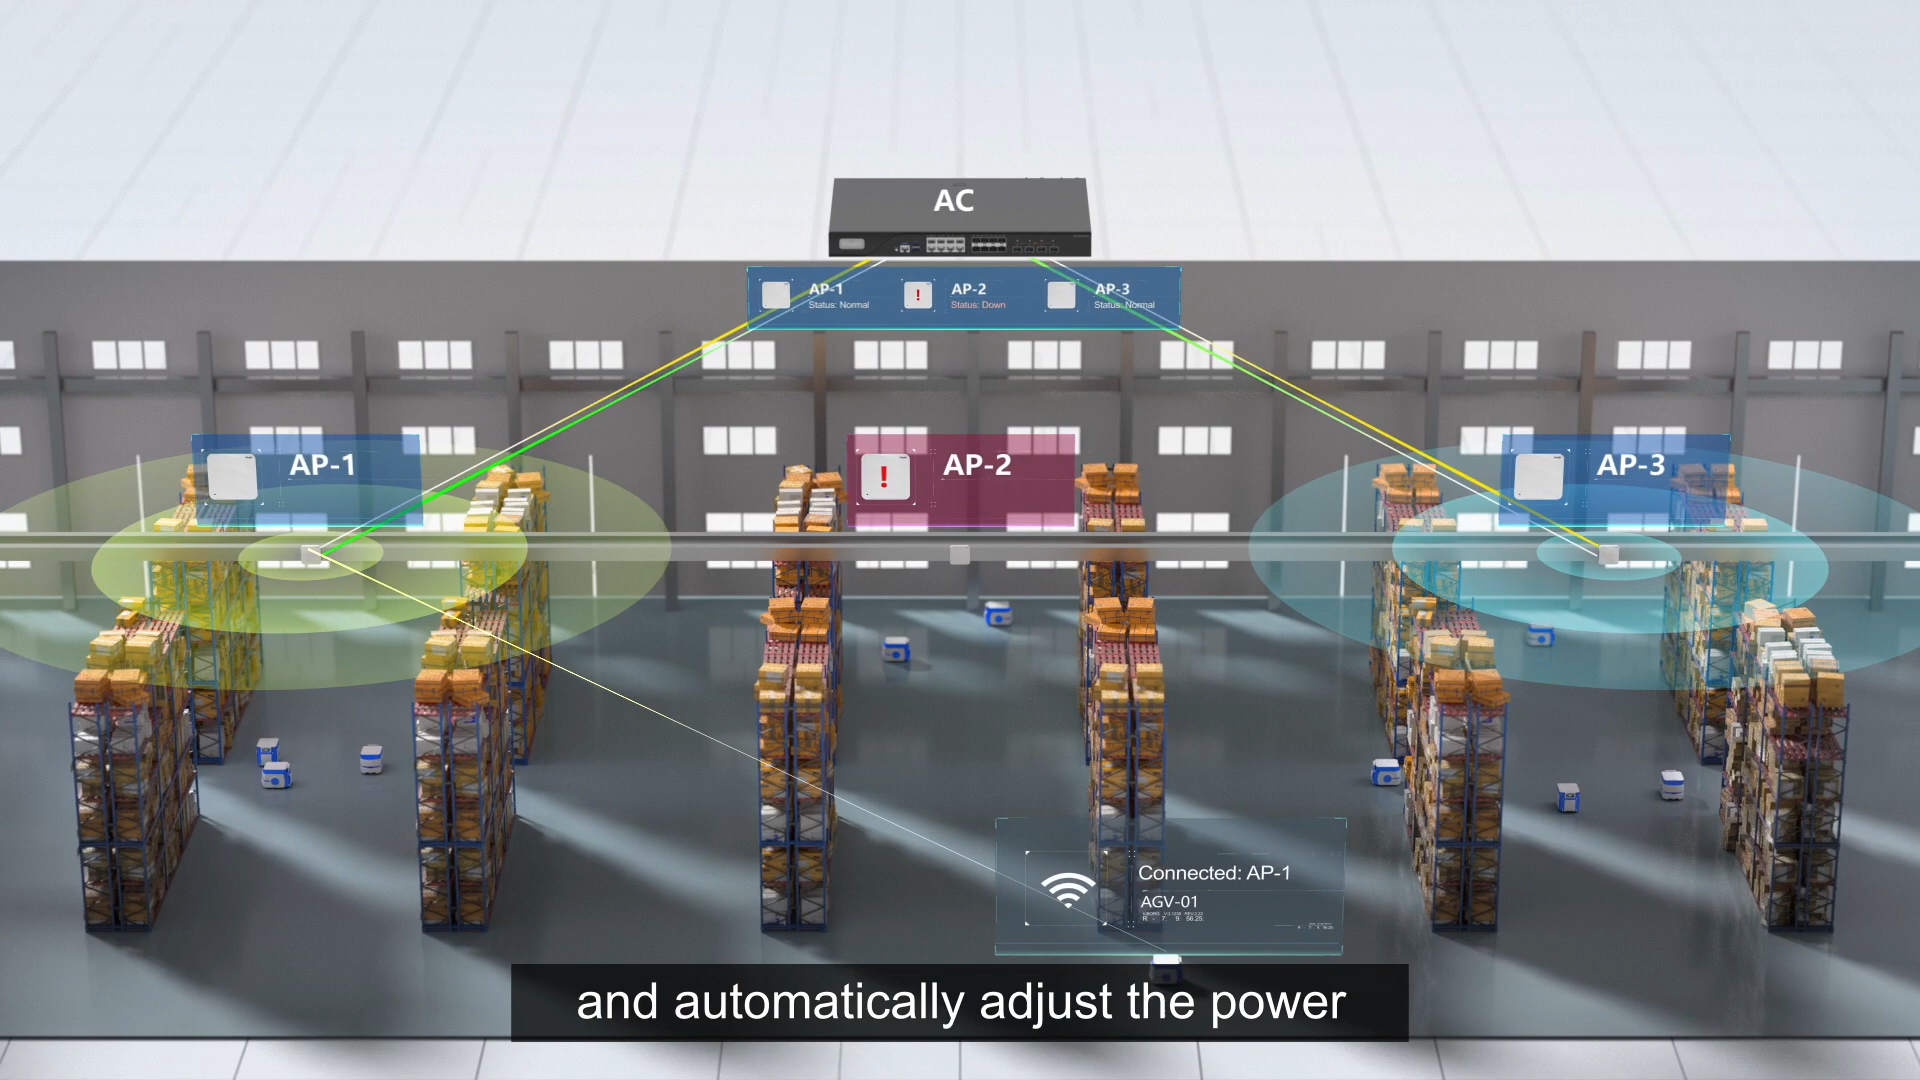 AC
AP-1
Status: Normal
AP-2
Status: Down
AP-3
Status: Normal
AP-1
AP-2
AP-3
Connected: AP-1
AGV-01
and automatically adjust the power